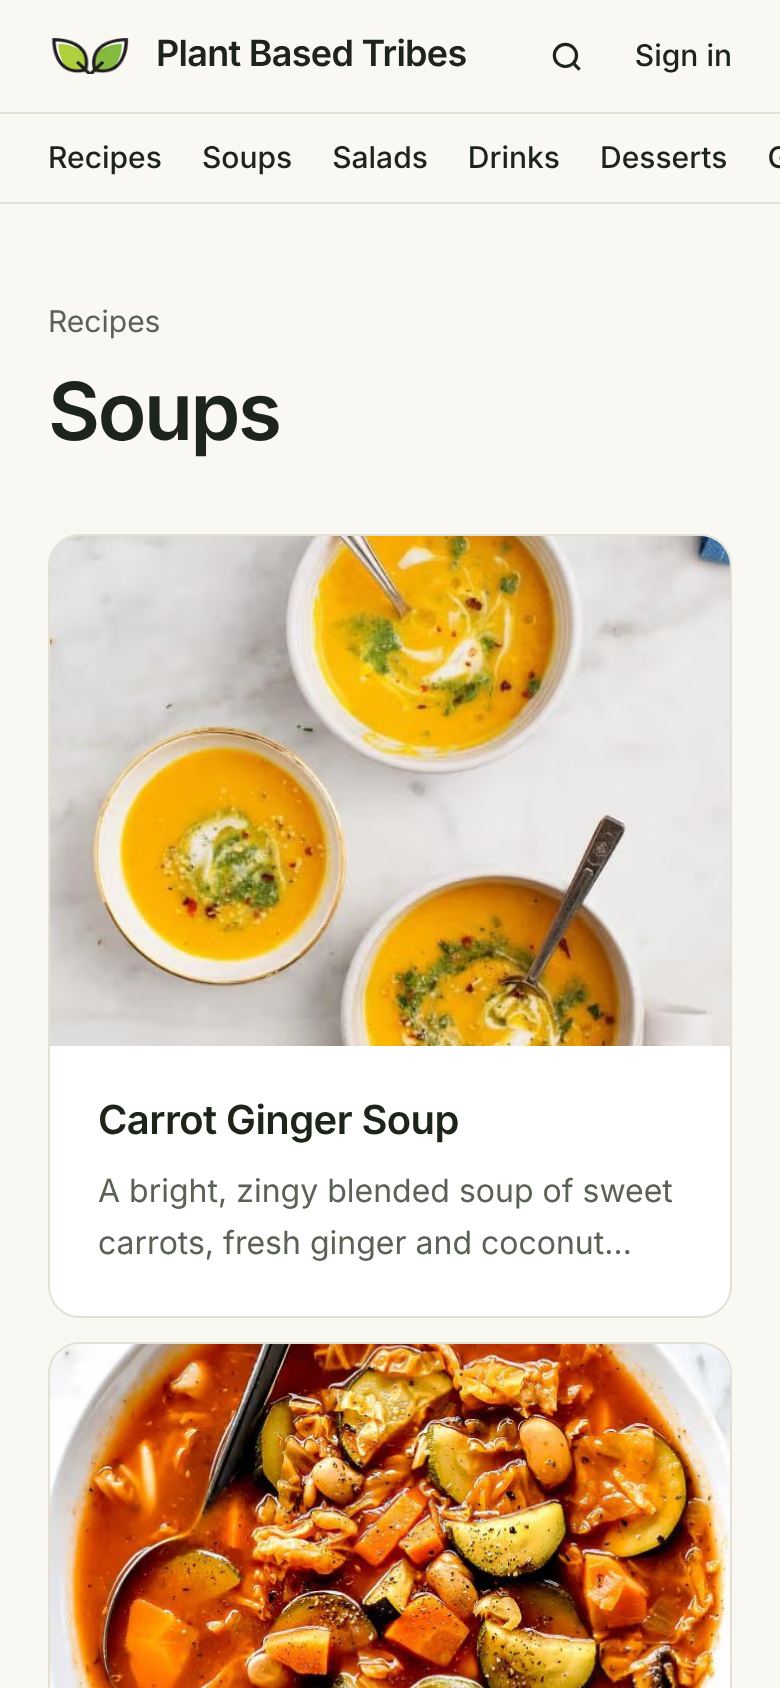 Plant Based Tribes
Sign in
Recipes Soups Salads Drinks Desserts
Recipes
Soups
Carrot Ginger Soup
A bright, zingy blended soup of sweet
carrots, fresh ginger and coconut...